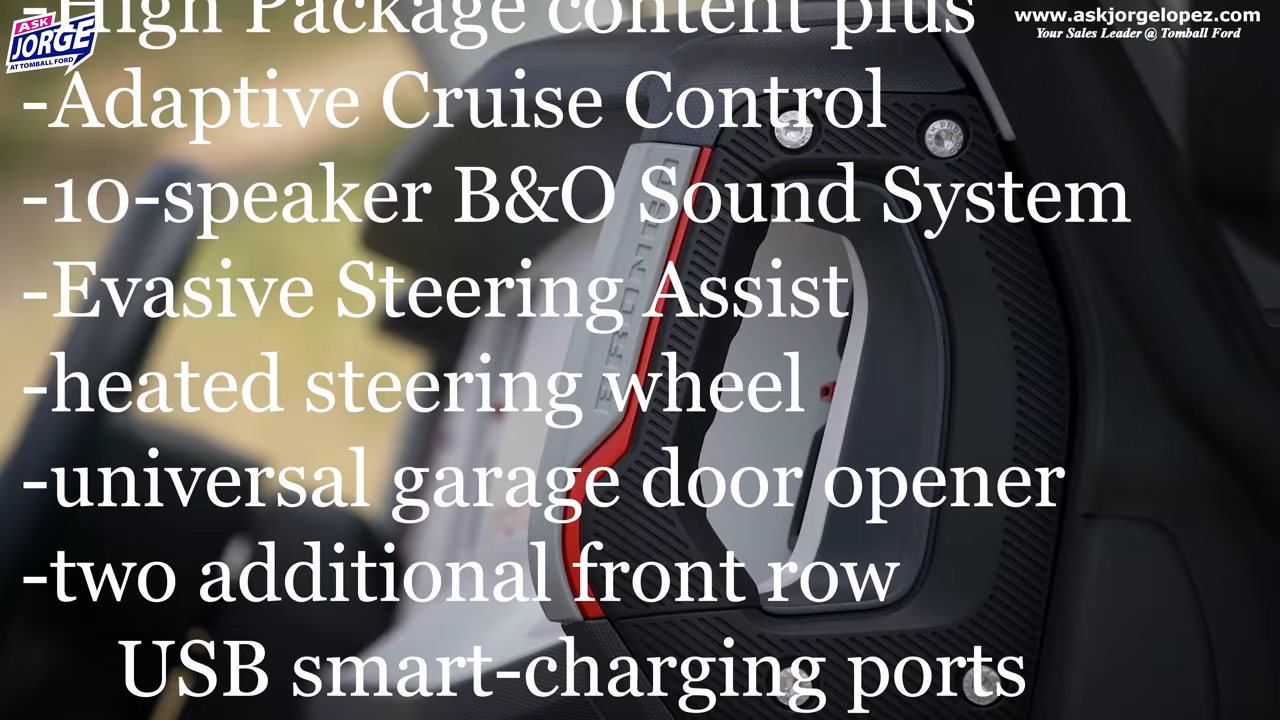 -High Package content plus
ASK
JORGE
AT TOMBALL FORD
www.askjorgelopez.com
Your Sales Leader @ Tomball Ford
-Adaptive Cruise Control
-10-speaker B&O Sound System
-Evasive Steering Assist
-heated steering wheel
-universal garage door opener
-two additional front row
USB smart-charging ports
BRONCO